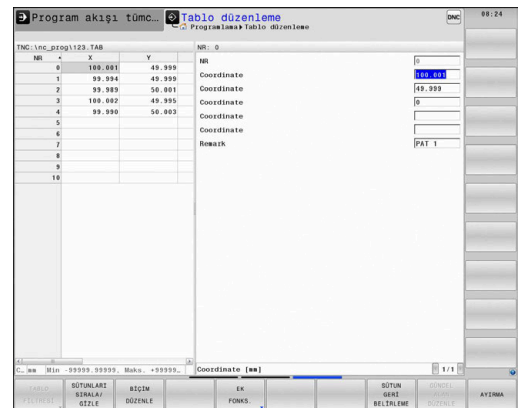 Program akışı tümc…
Tablo düzenleme
Programlama▸Tablo düzenleme
DNC
08:24
TNC:\nc_prog\123.TAB
NR: 0
NR X Y
0 100.001 49.999
1 99.994 49.999
2 99.989 50.001
3 100.002 49.995
4 99.990 50.003
5
6
7
8
9
10
NR 0
Coordinate 100.001
Coordinate 49.999
Coordinate 0
Coordinate
Coordinate
Remark PAT 1
C… mm Min -99999.99999, Maks. +99999…
Coordinate [mm]
1/1
TABLO FİLTRESİ
SÜTUNLARI SIRALA/ GİZLE
BİÇİM DÜZENLE
EK FONKS.
SÜTUN GERİ BELİRLEME
AYIRMA